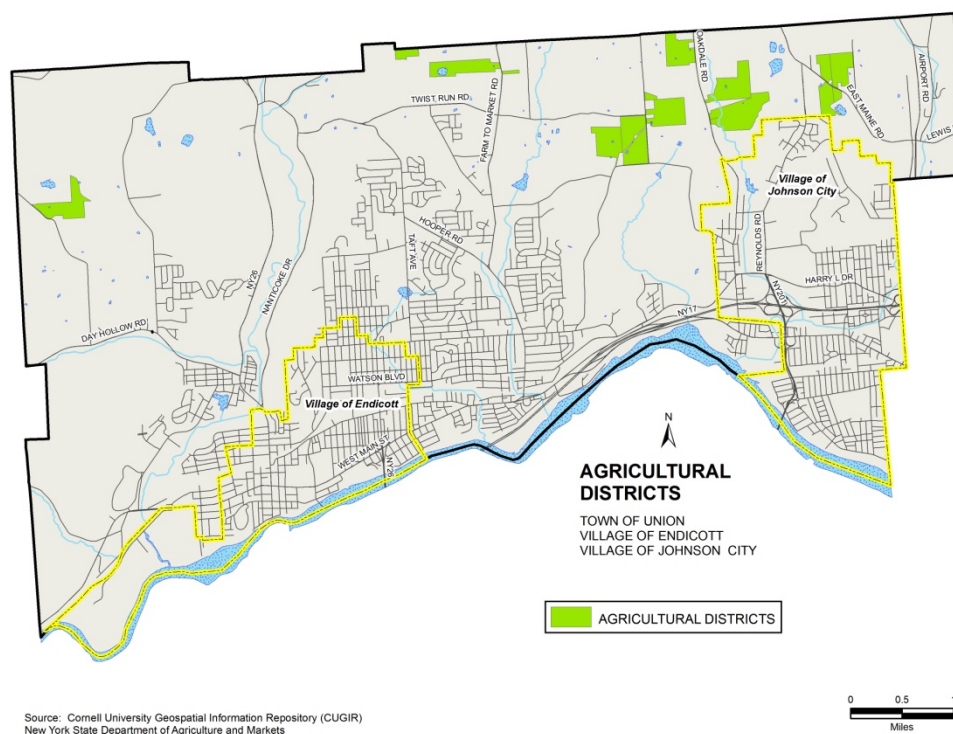 OAKDALE RD
AIRPORT RD
TWIST RUN RD
FARM TO MARKET RD
EAST MAINE RD
LEWIS
Village of
Johnson City
HOOPER RD
TAFT AVE
REYNOLDS RD
NY26
NANTICOKE DR
HARRY L DR
NY201
NY17
DAY HOLLOW RD
WATSON BLVD
Village of Endicott
WEST MAIN ST
NY26
N
AGRICULTURAL
DISTRICTS
TOWN OF UNION
VILLAGE OF ENDICOTT
VILLAGE OF JOHNSON CITY
AGRICULTURAL DISTRICTS
0 0.5 1
Miles
Source: Cornell University Geospatial Information Repository (CUGIR)
New York State Department of Agriculture and Markets